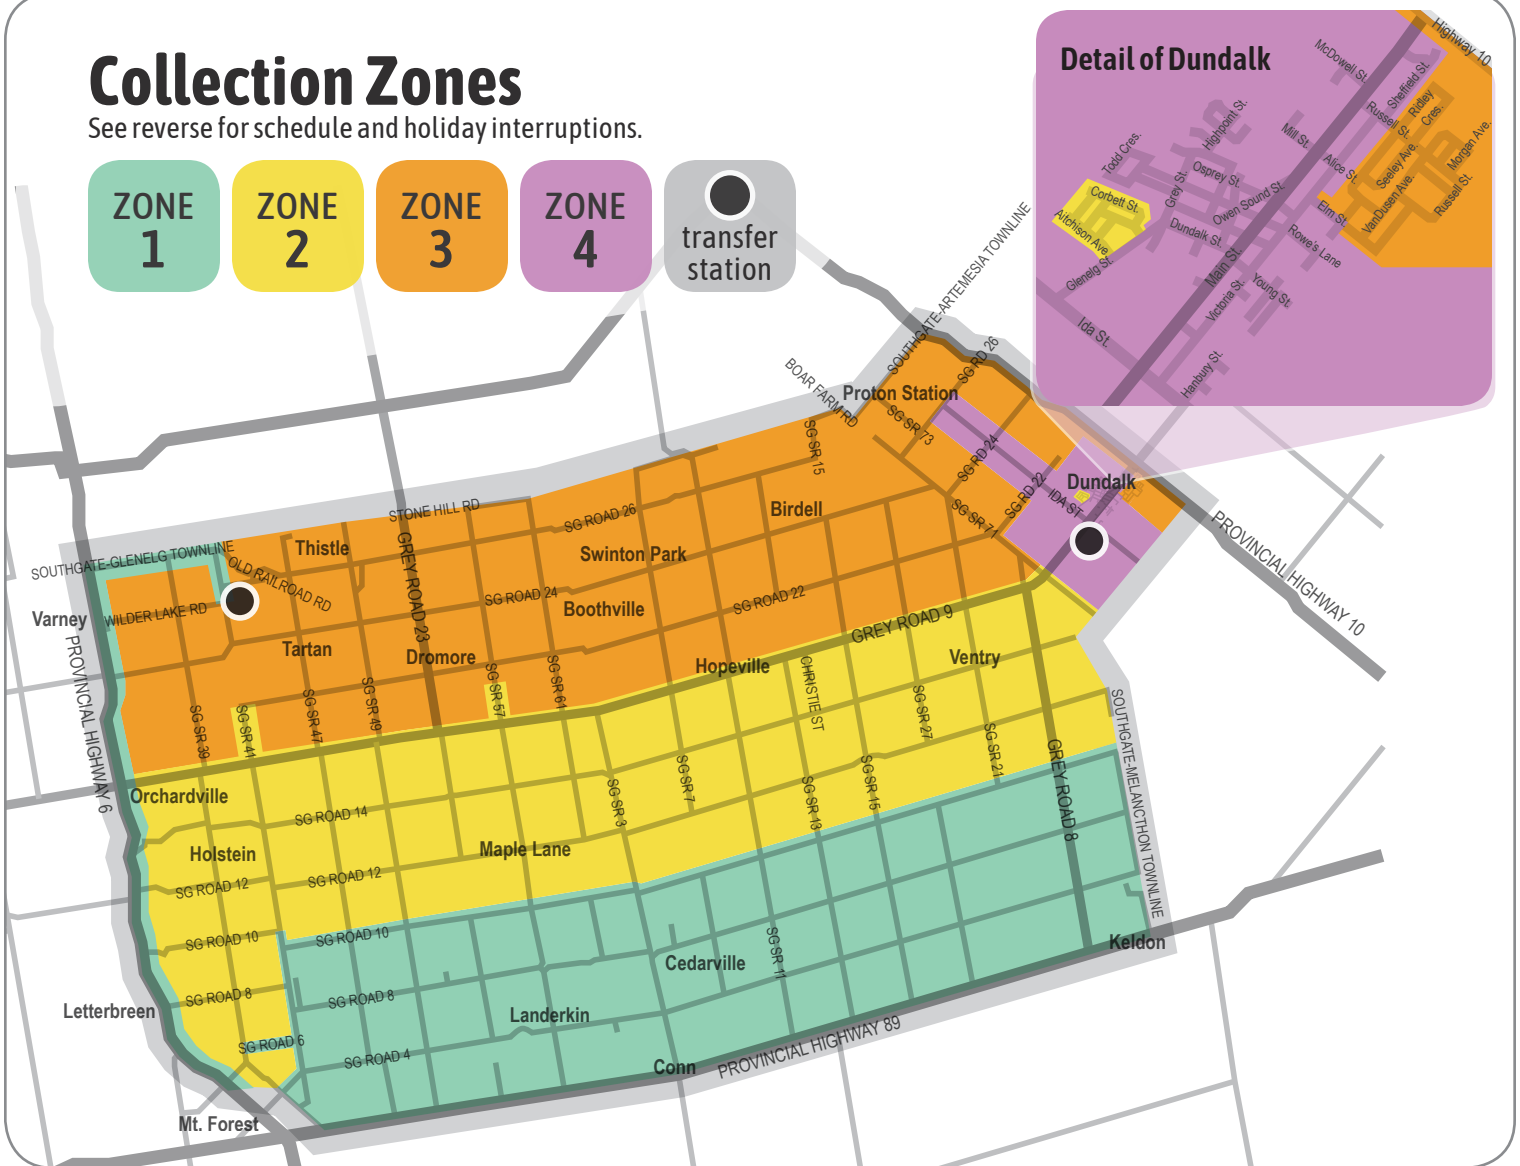 Collection Zones
See reverse for schedule and holiday interruptions.
ZONE
1
ZONE
2
ZONE
3
ZONE
4
transfer
station
Detail of Dundalk
Highway 10
McDowell St.
Sheffield St.
Ridley
Cres.
Russell St.
Morgan Ave.
Highpoint St.
Mill St.
Todd Cres.
Alice St.
Seeley Ave.
Osprey St.
Grey St.
VanDusen Ave.
Russell St.
Corbett St.
Owen Sound St.
Elm St.
Aitchison Ave.
Dundalk St.
Rowe's Lane
Glenelg St.
Main St.
Victoria St.
Young St.
Ida St.
Hanbury St.
SOUTHGATE-ARTEMESIA TOWNLINE
BOAR FARM RD
SG RD 26
Proton Station
SG SR 73
SG SR 15
SG RD 24
SG RD 22
Dundalk
IDA ST
SG SR 71
PROVINCIAL HIGHWAY 10
STONE HILL RD
SG ROAD 26
Birdell
SOUTHGATE-GLENELG TOWNLINE
Thistle
GREY ROAD 23
Swinton Park
OLD RAILROAD RD
Varney
WILDER LAKE RD
SG ROAD 24
Boothville
SG ROAD 22
GREY ROAD 9
Tartan
Dromore
Hopeville
Ventry
PROVINCIAL HIGHWAY 6
SG SR 39
SG SR 41
SG SR 47
SG SR 49
SG SR 57
SG SR 61
CHRISTIE ST
SG SR 27
SG SR 21
GREY ROAD 8
SOUTHGATE-MELANCTHON TOWNLINE
Orchardville
SG ROAD 14
SG SR 3
SG SR 7
SG SR 13
SG SR 15
Holstein
Maple Lane
SG ROAD 12
SG ROAD 12
SG ROAD 10
SG ROAD 10
SG SR 11
Cedarville
Keldon
SG ROAD 8
SG ROAD 8
Letterbreen
Landerkin
SG ROAD 6
SG ROAD 4
Conn
PROVINCIAL HIGHWAY 89
Mt. Forest